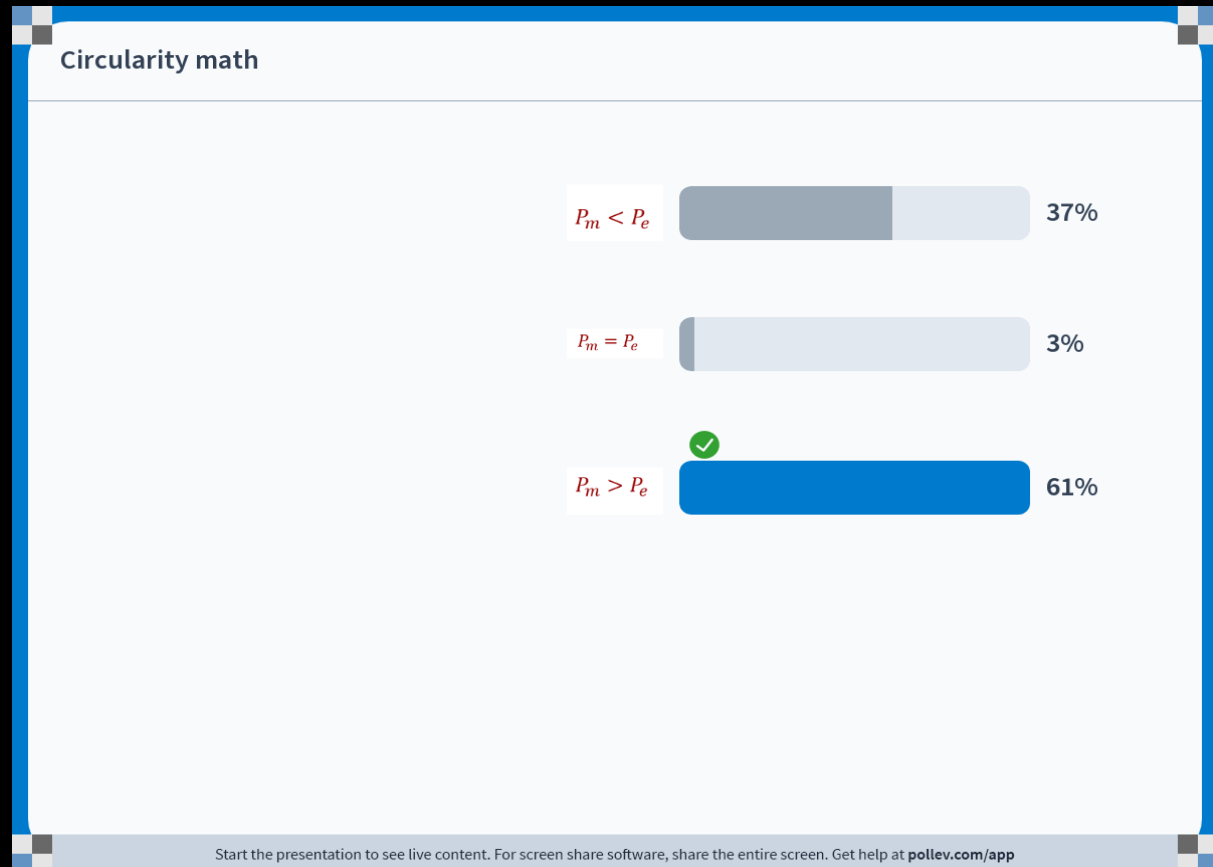 Circularity math
Pₘ < Pₑ 37%
Pₘ = Pₑ 3%
Pₘ > Pₑ 61%
Start the presentation to see live content. For screen share software, share the entire screen. Get help at pollev.com/app